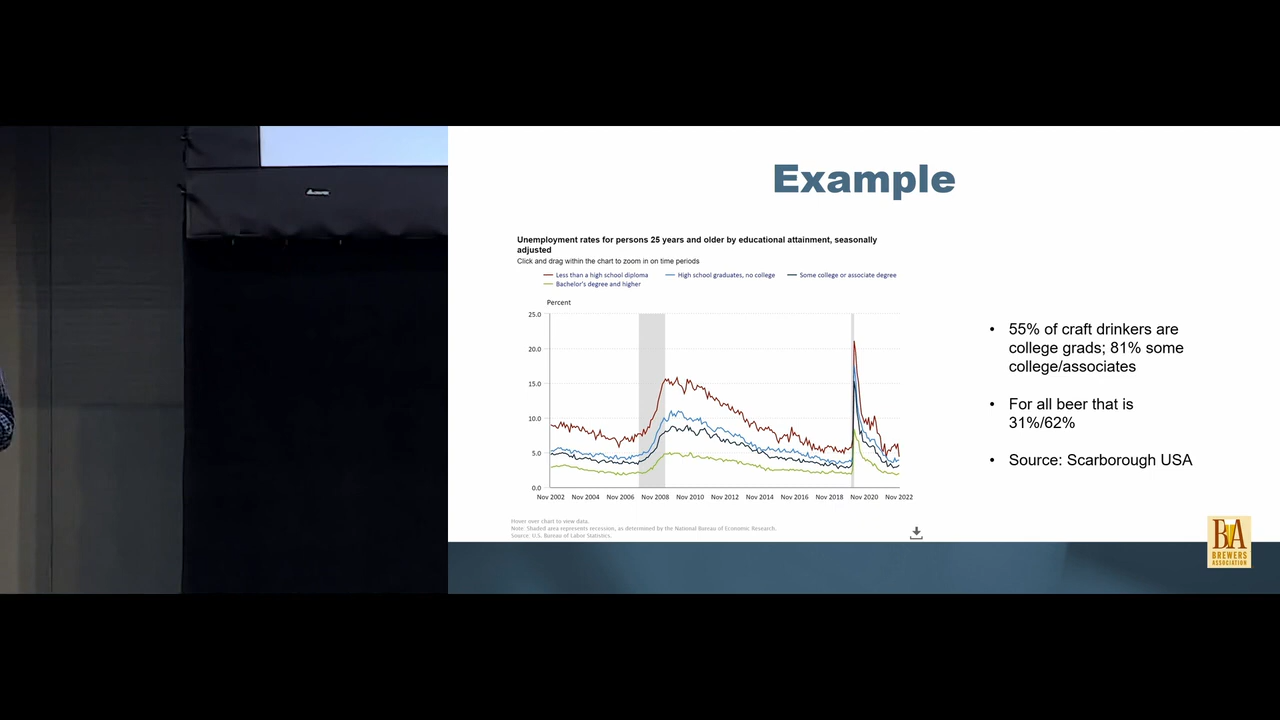 Example
Unemployment rates for persons 25 years and older by educational attainment, seasonally
adjusted
Click and drag within the chart to zoom in on time periods
Less than a high school diploma
High school graduates, no college
Some college or associate degree
Bachelor's degree and higher
Percent
25.0
20.0
15.0
10.0
5.0
0.0
Nov 2002 Nov 2004 Nov 2006 Nov 2008 Nov 2010 Nov 2012 Nov 2014 Nov 2016 Nov 2018 Nov 2020 Nov 2022
Hover over chart to view data.
Note: Shaded area represents recession, as determined by the National Bureau of Economic Research.
Source: U.S. Bureau of Labor Statistics.
• 55% of craft drinkers are
college grads; 81% some
college/associates
• For all beer that is
31%/62%
• Source: Scarborough USA
BA
BREWERS
ASSOCIATION